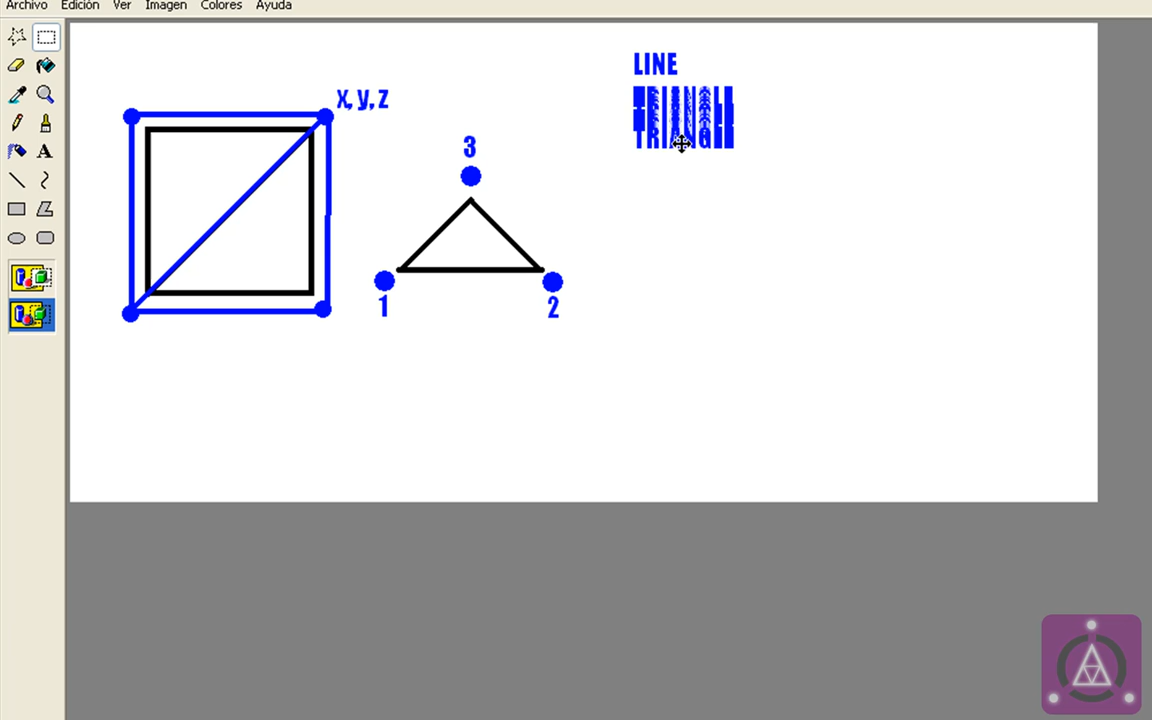 Archivo Edición Ver Imagen Colores Ayuda
LINE
x, y, z
TRIANGLE
3
1
2